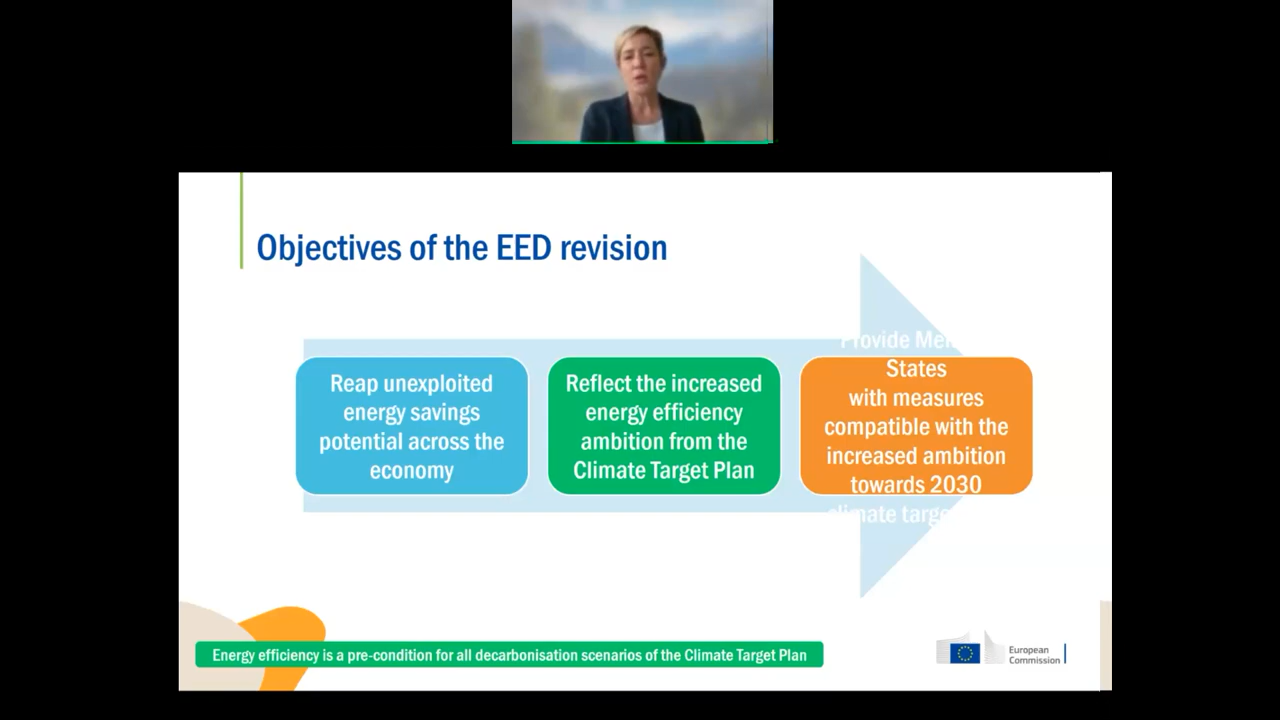 Objectives of the EED revision
Reap unexploited
energy savings
potential across the
economy
Reflect the increased
energy efficiency
ambition from the
Climate Target Plan
Provide
States
with measures
compatible with the
increased ambition
towards 2030
climate
Energy efficiency is a pre-condition for all decarbonisation scenarios of the Climate Target Plan
European
Commission